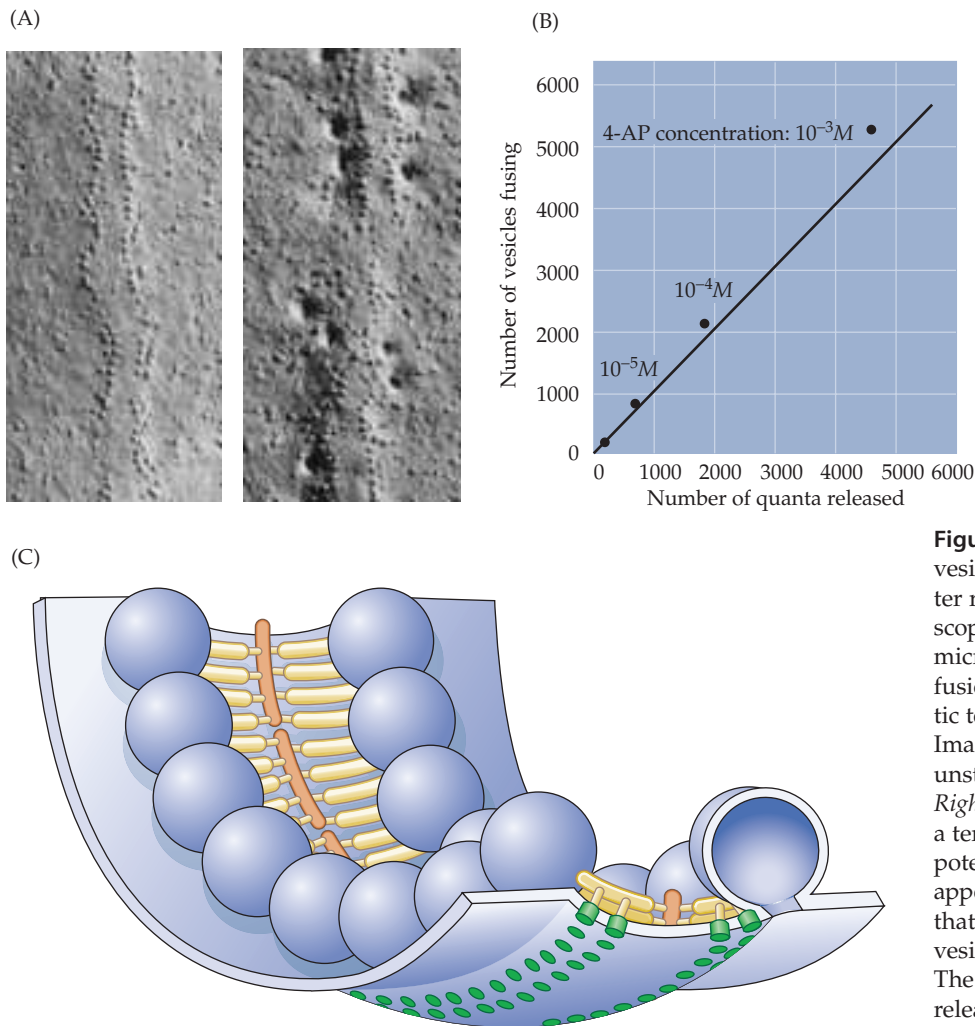 (A)
(B)
6000
5000
4000
3000
2000
1000
0
Number of vesicles fusing
4-AP concentration: 10⁻³M
10⁻⁴M
10⁻⁵M
0 1000 2000 3000 4000 5000 6000
Number of quanta released
(C)
Figu
vesi
ter r
scop
micr
fusio
tic te
Ima
unst
Righ
a ter
pote
appe
that
vesi
The
relea